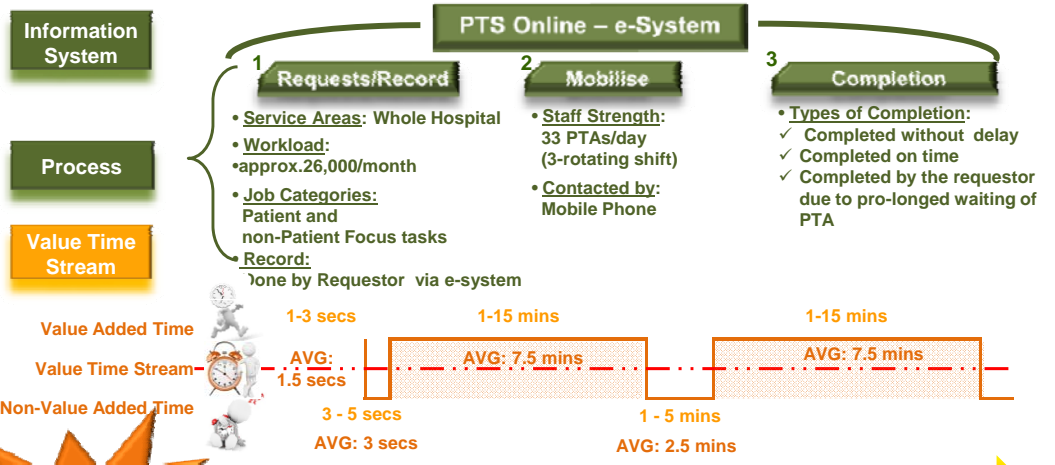 Information
System
PTS Online – e-System
1
Requests/Record
2
Mobilise
3
Completion
Process
• Service Areas: Whole Hospital
• Workload:
•approx.26,000/month
• Job Categories:
Patient and
non-Patient Focus tasks
• Record:
Done by Requestor via e-system
• Staff Strength:
33 PTAs/day
(3-rotating shift)
• Contacted by:
Mobile Phone
• Types of Completion:
✓ Completed without delay
✓ Completed on time
✓ Completed by the requestor
due to pro-longed waiting of
PTA
Value Time
Stream
Value Added Time
1-3 secs
1-15 mins
1-15 mins
Value Time Stream
AVG:
1.5 secs
AVG: 7.5 mins
AVG: 7.5 mins
Non-Value Added Time
3 - 5 secs
1 - 5 mins
AVG: 3 secs
AVG: 2.5 mins